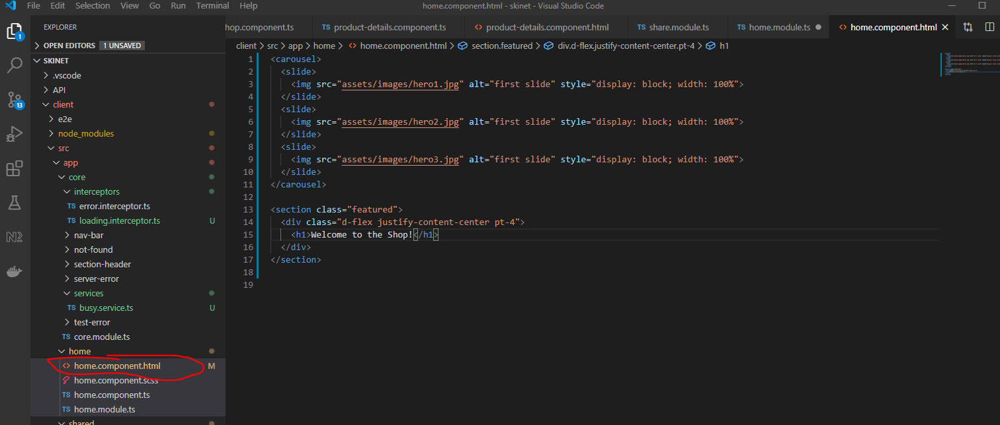 File Edit Selection View Go Run Terminal Help home.component.html - skinet - Visual Studio Code
EXPLORER
hop.component.ts TS product-details.component.ts <> product-details.component.html TS share.module.ts TS home.module.ts <> home.component.html
OPEN EDITORS 1 UNSAVED
client > src > app > home > <> home.component.html > section.featured > div.d-flex.justify-content-center.pt-4 > h1
1
13
SKINET
.vscode
API
client
e2e
node_modules
src
app
core
interceptors
TS error.interceptor.ts
TS loading.interceptor.ts U
nav-bar
not-found
section-header
server-error
services
TS busy.service.ts U
test-error
TS core.module.ts
home
<> home.component.html M
home.component.scss
TS home.component.ts
TS home.module.ts
shared
1 <carousel>
2 <slide>
3 <img src="assets/images/hero1.jpg" alt="first slide" style="display: block; width: 100%">
4 </slide>
5 <slide>
6 <img src="assets/images/hero2.jpg" alt="first slide" style="display: block; width: 100%">
7 </slide>
8 <slide>
9 <img src="assets/images/hero3.jpg" alt="first slide" style="display: block; width: 100%">
10 </slide>
11 </carousel>
12
13 <section class="featured">
14 <div class="d-flex justify-content-center pt-4">
15 <h1>Welcome to the Shop!</h1>
16 </div>
17 </section>
18
19